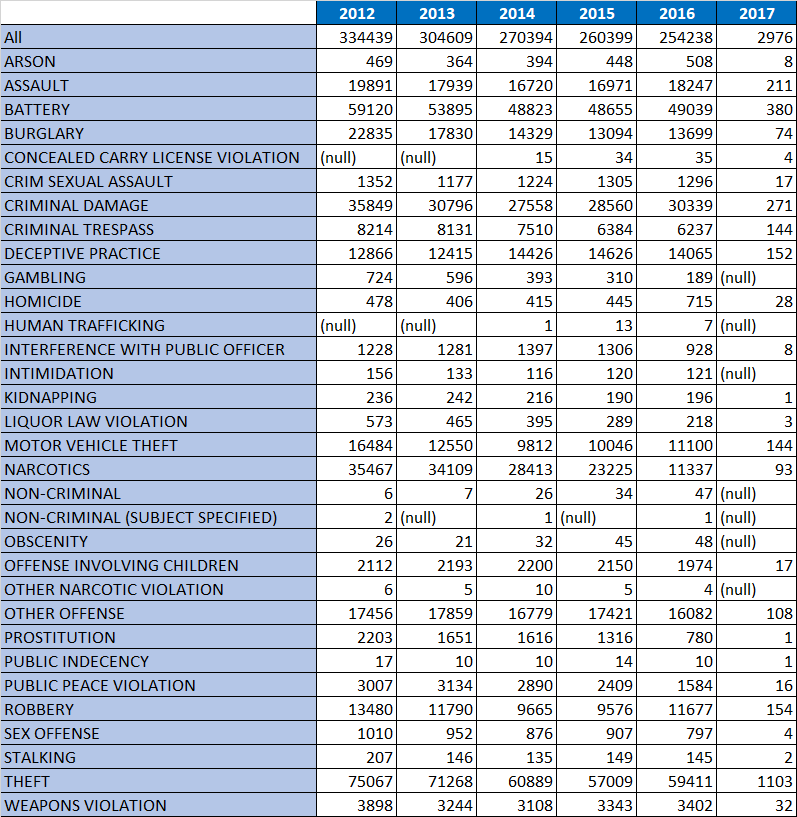 2012 2013 2014 2015 2016 2017
All 334439 304609 270394 260399 254238 2976
ARSON 469 364 394 448 508 8
ASSAULT 19891 17939 16720 16971 18247 211
BATTERY 59120 53895 48823 48655 49039 380
BURGLARY 22835 17830 14329 13094 13699 74
CONCEALED CARRY LICENSE VIOLATION (null) (null) 15 34 35 4
CRIM SEXUAL ASSAULT 1352 1177 1224 1305 1296 17
CRIMINAL DAMAGE 35849 30796 27558 28560 30339 271
CRIMINAL TRESPASS 8214 8131 7510 6384 6237 144
DECEPTIVE PRACTICE 12866 12415 14426 14626 14065 152
GAMBLING 724 596 393 310 189 (null)
HOMICIDE 478 406 415 445 715 28
HUMAN TRAFFICKING (null) (null) 1 13 7 (null)
INTERFERENCE WITH PUBLIC OFFICER 1228 1281 1397 1306 928 8
INTIMIDATION 156 133 116 120 121 (null)
KIDNAPPING 236 242 216 190 196 1
LIQUOR LAW VIOLATION 573 465 395 289 218 3
MOTOR VEHICLE THEFT 16484 12550 9812 10046 11100 144
NARCOTICS 35467 34109 28413 23225 11337 93
NON-CRIMINAL 6 7 26 34 47 (null)
NON-CRIMINAL (SUBJECT SPECIFIED) 2 (null) 1 (null) 1 (null)
OBSCENITY 26 21 32 45 48 (null)
OFFENSE INVOLVING CHILDREN 2112 2193 2200 2150 1974 17
OTHER NARCOTIC VIOLATION 6 5 10 5 4 (null)
OTHER OFFENSE 17456 17859 16779 17421 16082 108
PROSTITUTION 2203 1651 1616 1316 780 1
PUBLIC INDECENCY 17 10 10 14 10 1
PUBLIC PEACE VIOLATION 3007 3134 2890 2409 1584 16
ROBBERY 13480 11790 9665 9576 11677 154
SEX OFFENSE 1010 952 876 907 797 4
STALKING 207 146 135 149 145 2
THEFT 75067 71268 60889 57009 59411 1103
WEAPONS VIOLATION 3898 3244 3108 3343 3402 32